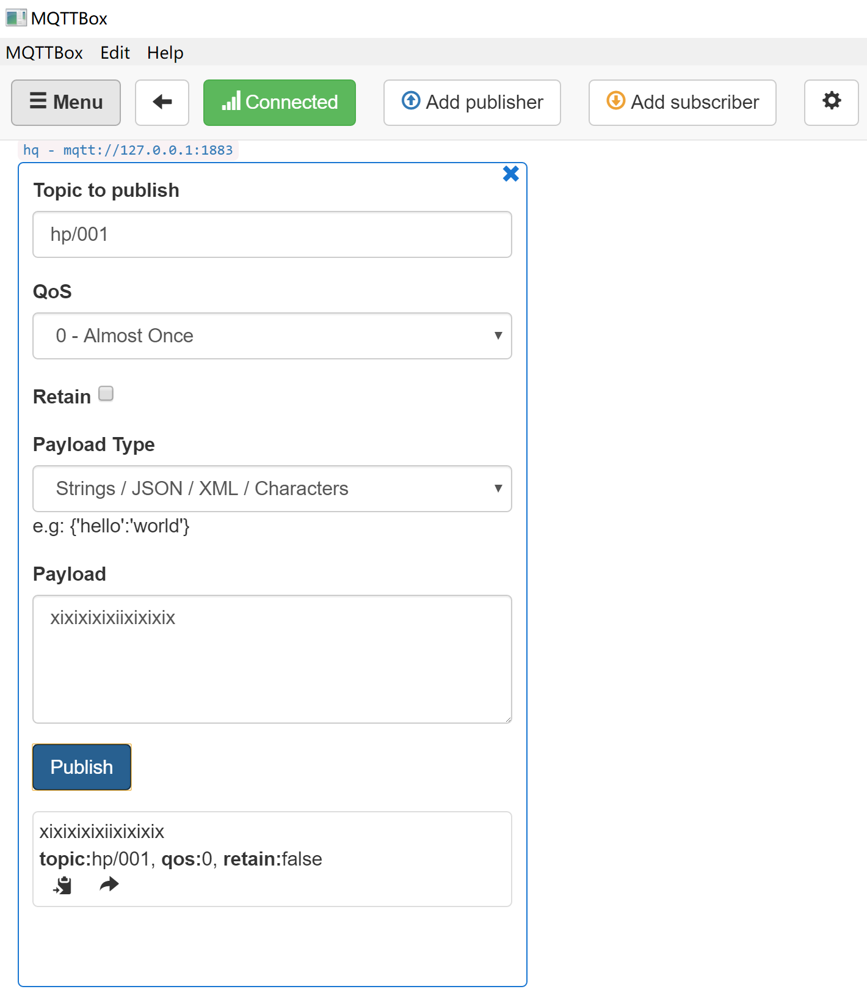 MQTTBox
MQTTBox Edit Help
Menu Connected Add publisher Add subscriber
hq - mqtt://127.0.0.1:1883
Topic to publish
hp/001
QoS
0 - Almost Once
Retain
Payload Type
Strings / JSON / XML / Characters
e.g: {'hello':'world'}
Payload
xixixixixiixixixix
Publish
xixixixixiixixixix
topic:hp/001, qos:0, retain:false